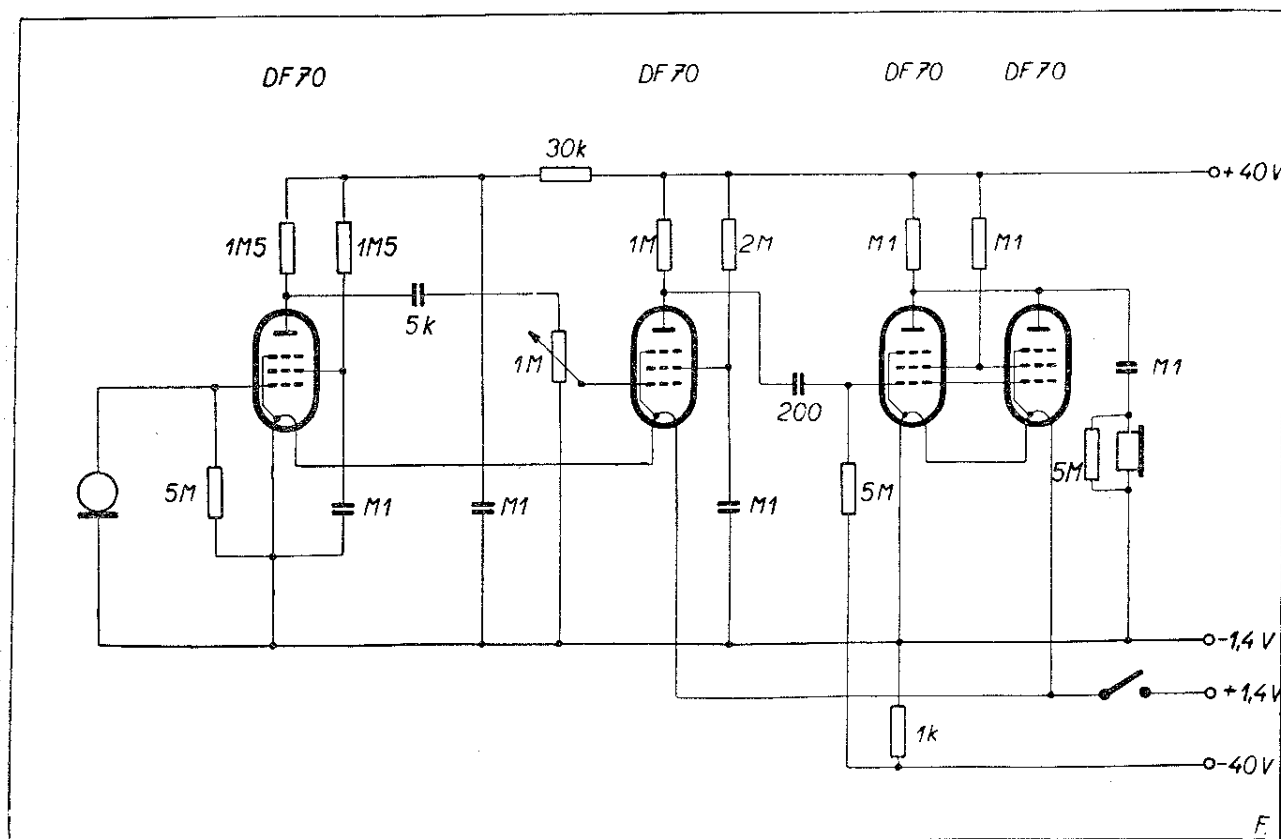 DF70 DF70 DF70 DF70
30k
+40V
1M5 1M5 1M 2M M1 M1
5k 1M 200 M1
5M M1 M1 M1 5M 5M
-1,4V
+1,4V
1k
-40V
F.